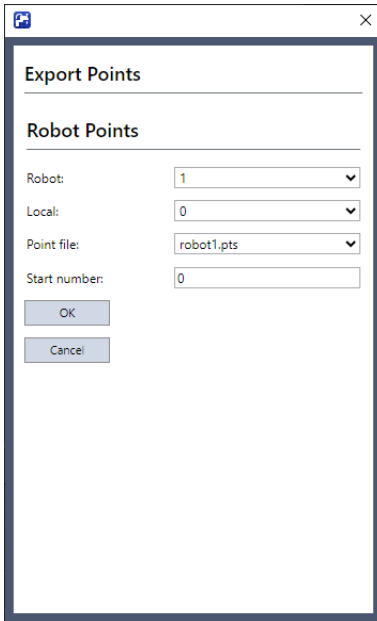 Export Points
Robot Points
Robot: 1
Local: 0
Point file: robot1.pts
Start number: 0
OK
Cancel